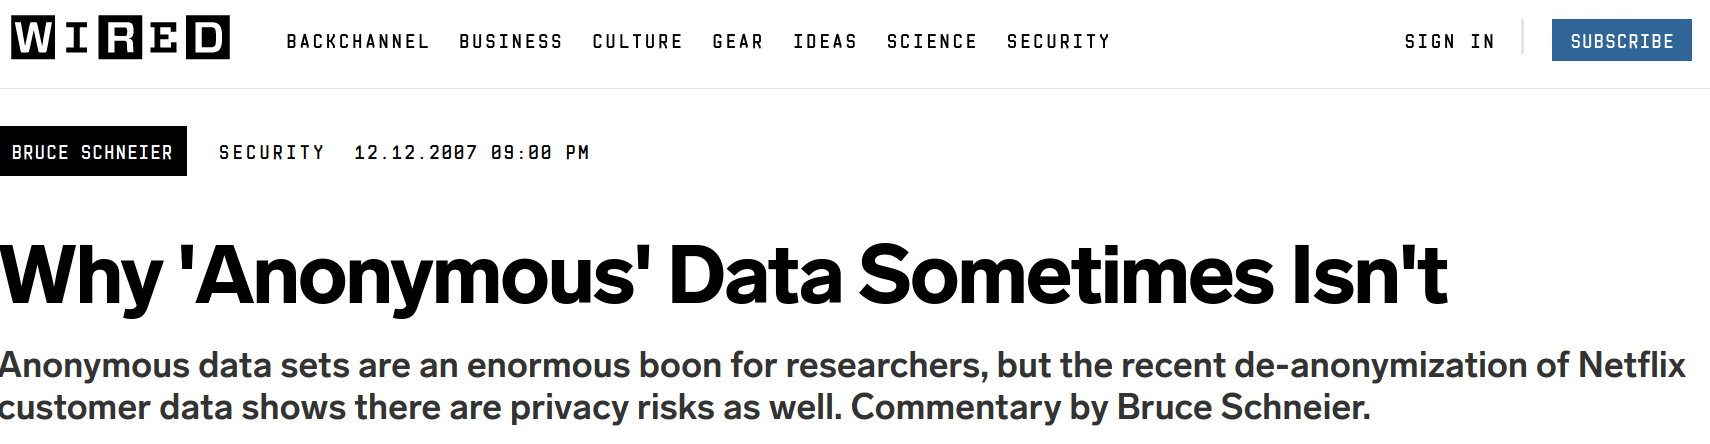 WIRED BACKCHANNEL BUSINESS CULTURE GEAR IDEAS SCIENCE SECURITY SIGN IN SUBSCRIBE
BRUCE SCHNEIER SECURITY 12.12.2007 09:00 PM
Why 'Anonymous' Data Sometimes Isn't
Anonymous data sets are an enormous boon for researchers, but the recent de-anonymization of Netflix
customer data shows there are privacy risks as well. Commentary by Bruce Schneier.